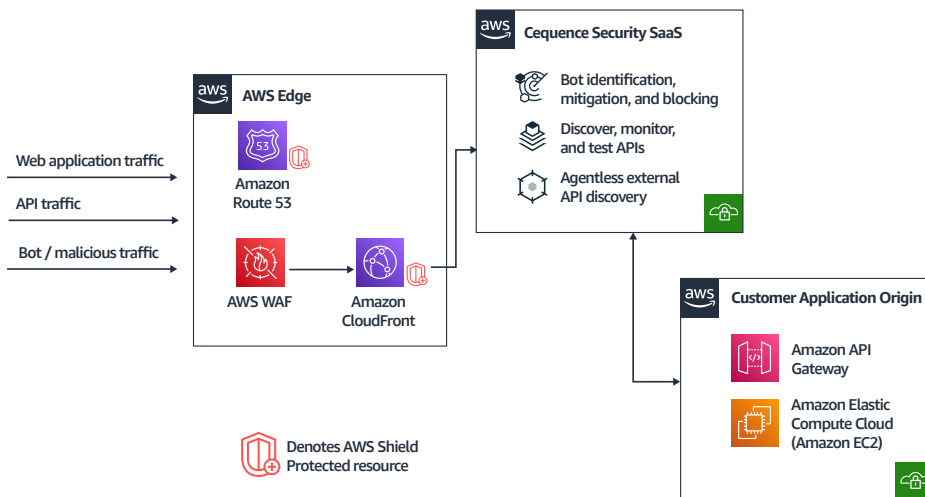 aws
Cequence Security SaaS
Bot identification,
mitigation, and blocking
Discover, monitor,
and test APIs
Agentless external
API discovery
aws
AWS Edge
53
Amazon
Route 53
AWS WAF
Amazon
CloudFront
Web application traffic
API traffic
Bot / malicious traffic
aws
Customer Application Origin
</>
Amazon API
Gateway
Amazon Elastic
Compute Cloud
(Amazon EC2)
Denotes AWS Shield
Protected resource